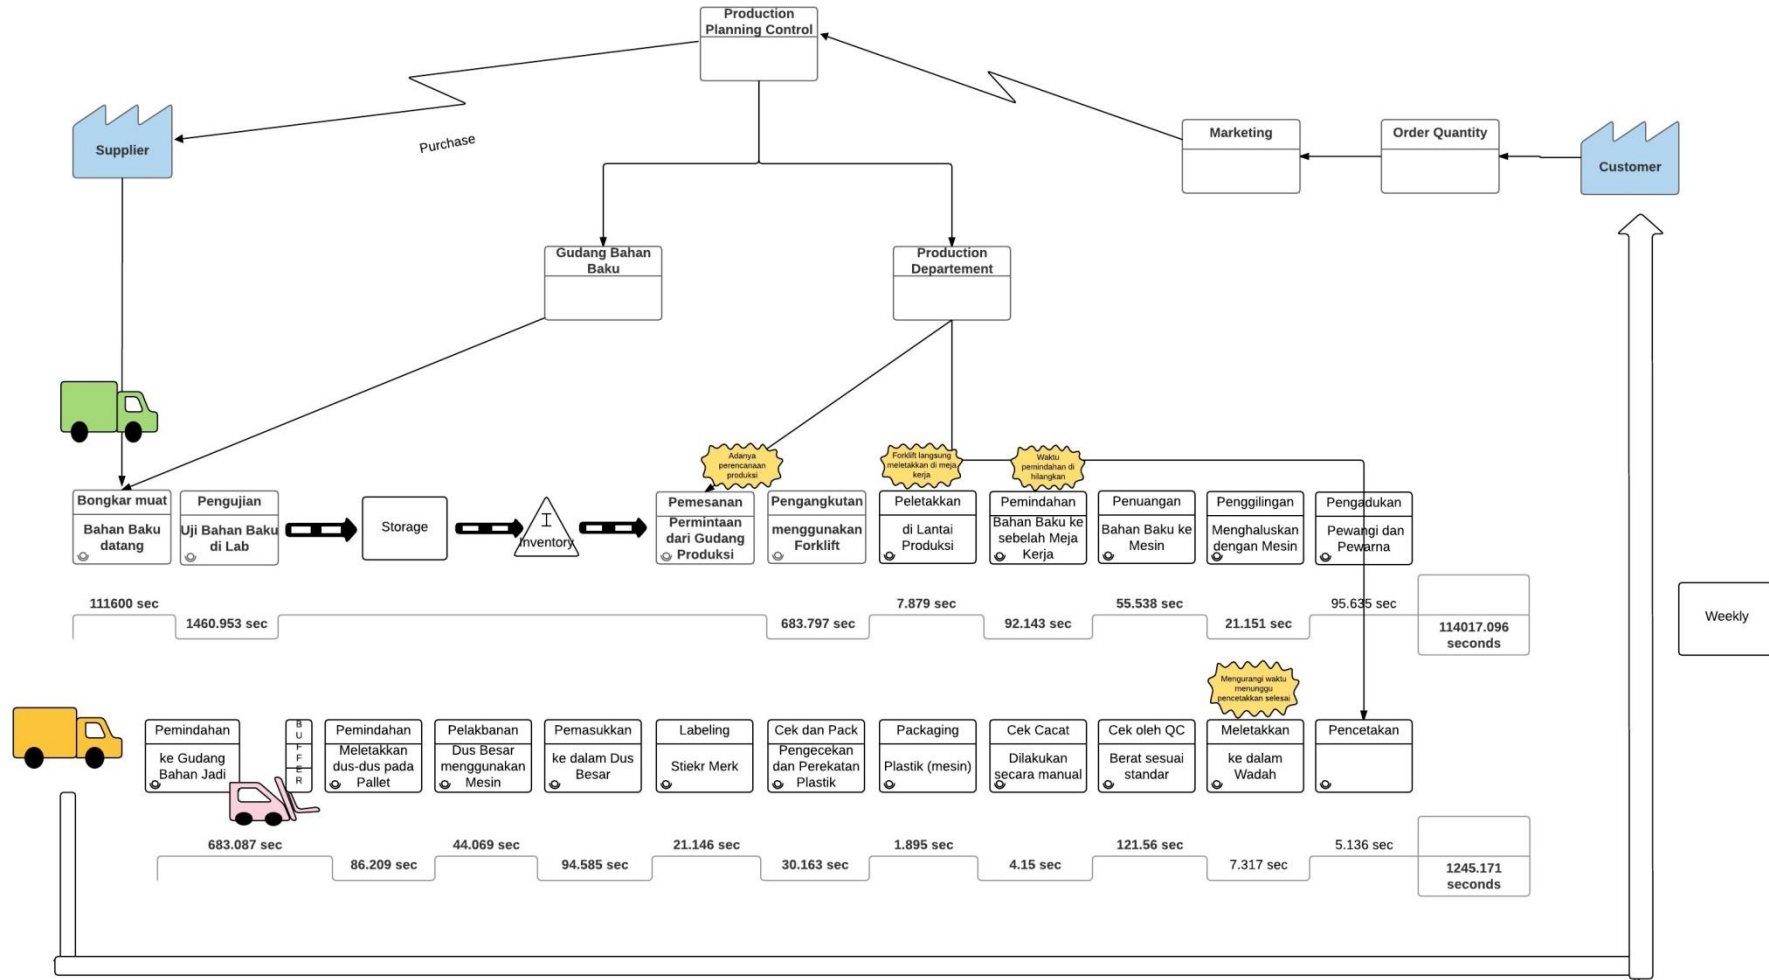 Production
Planning Control
Supplier
Purchase
Marketing
Order Quantity
Customer
Gudang Bahan
Baku
Production
Departement
Adanya
perencanaan
produksi
Forklift langsung
meletakkan di meja
kerja
Waktu
pemindahan di
hilangkan
Bongkar muat
Bahan Baku
datang
Pengujian
Uji Bahan Baku
di Lab
Storage
I
Inventory
Pemesanan
Permintaan
dari Gudang
Produksi
Pengangkutan
menggunakan
Forklift
Peletakkan
di Lantai
Produksi
Pemindahan
Bahan Baku ke
sebelah Meja
Kerja
Penuangan
Bahan Baku ke
Mesin
Penggilingan
Menghaluskan
dengan Mesin
Pengadukan
Pewangi dan
Pewarna
111600 sec
1460.953 sec
683.797 sec
7.879 sec
92.143 sec
55.538 sec
21.151 sec
95.635 sec
114017.096
seconds
Weekly
Mengurangi waktu
menunggu
pencetakkan selesai
Pemindahan
ke Gudang
Bahan Jadi
BUFFER
Pemindahan
Meletakkan
dus-dus pada
Pallet
Pelakbanan
Dus Besar
menggunakan
Mesin
Pemasukkan
ke dalam Dus
Besar
Labeling
Stiekr Merk
Cek dan Pack
Pengecekan
dan Perekatan
Plastik
Packaging
Plastik (mesin)
Cek Cacat
Dilakukan
secara manual
Cek oleh QC
Berat sesuai
standar
Meletakkan
ke dalam
Wadah
Pencetakan
683.087 sec
86.209 sec
44.069 sec
94.585 sec
21.146 sec
30.163 sec
1.895 sec
4.15 sec
121.56 sec
7.317 sec
5.136 sec
1245.171
seconds